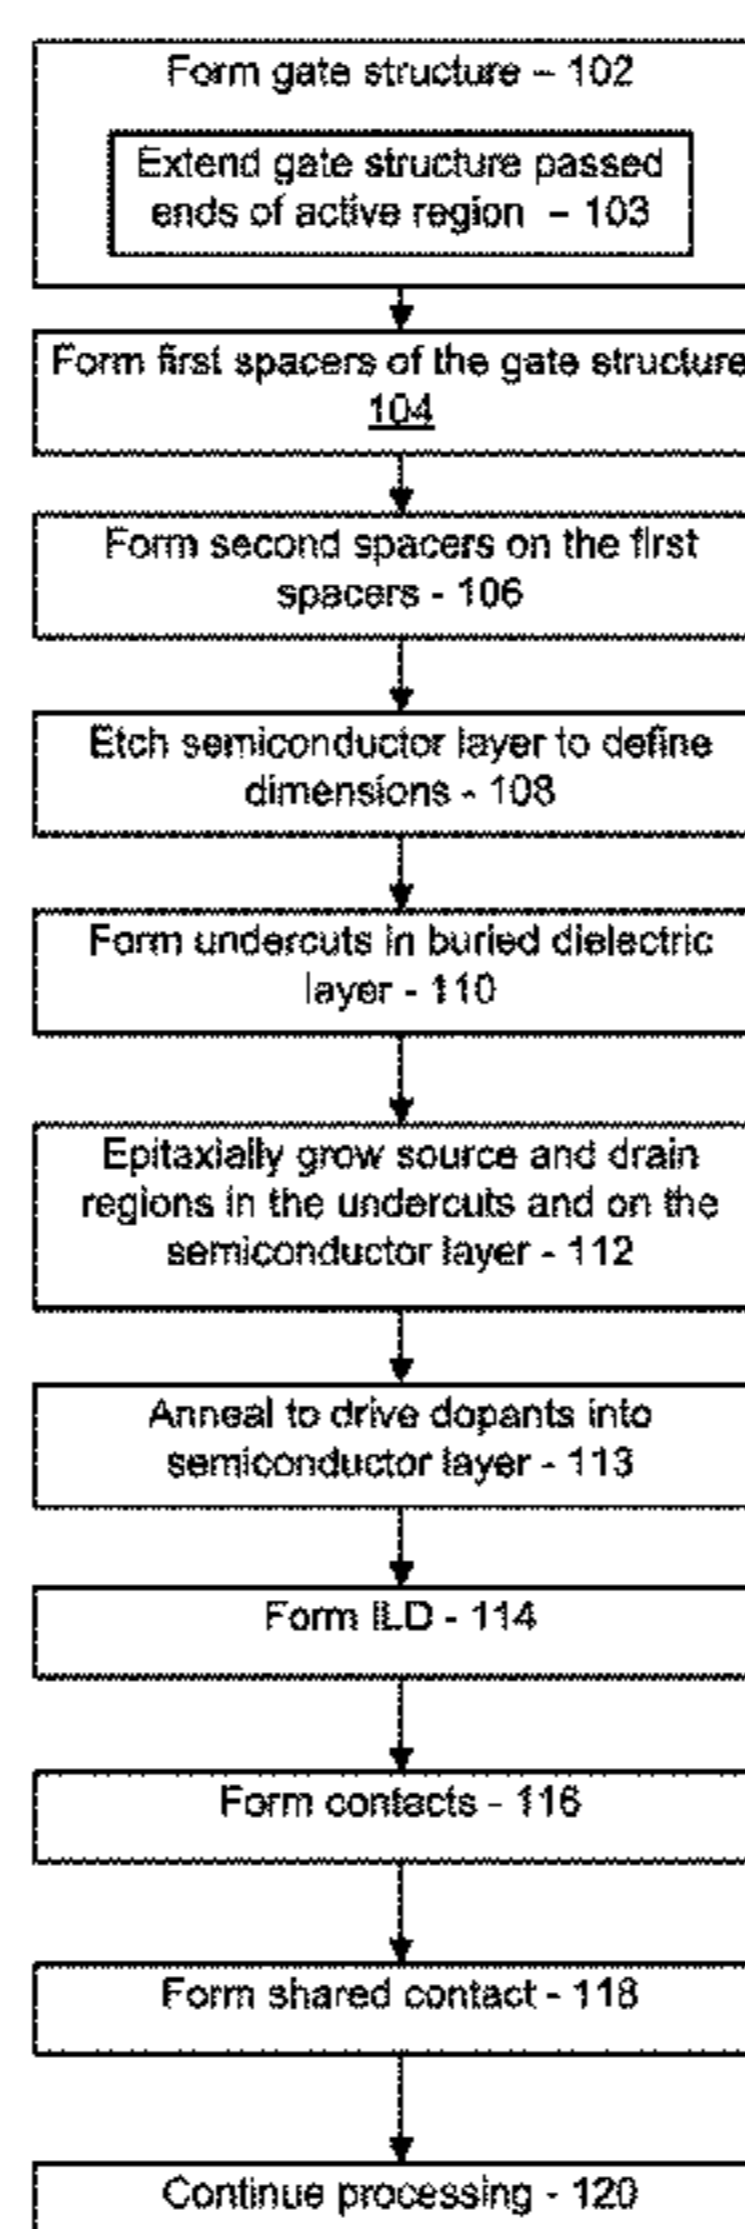 Form gate structure – 102
Extend gate structure passed
ends of active region – 103
Form first spacers of the gate structure
104
Form second spacers on the first
spacers - 106
Etch semiconductor layer to define
dimensions - 108
Form undercuts in buried dielectric
layer - 110
Epitaxially grow source and drain
regions in the undercuts and on the
semiconductor layer - 112
Anneal to drive dopants into
semiconductor layer - 113
Form ILD - 114
Form contacts - 116
Form shared contact - 118
Continue processing - 120